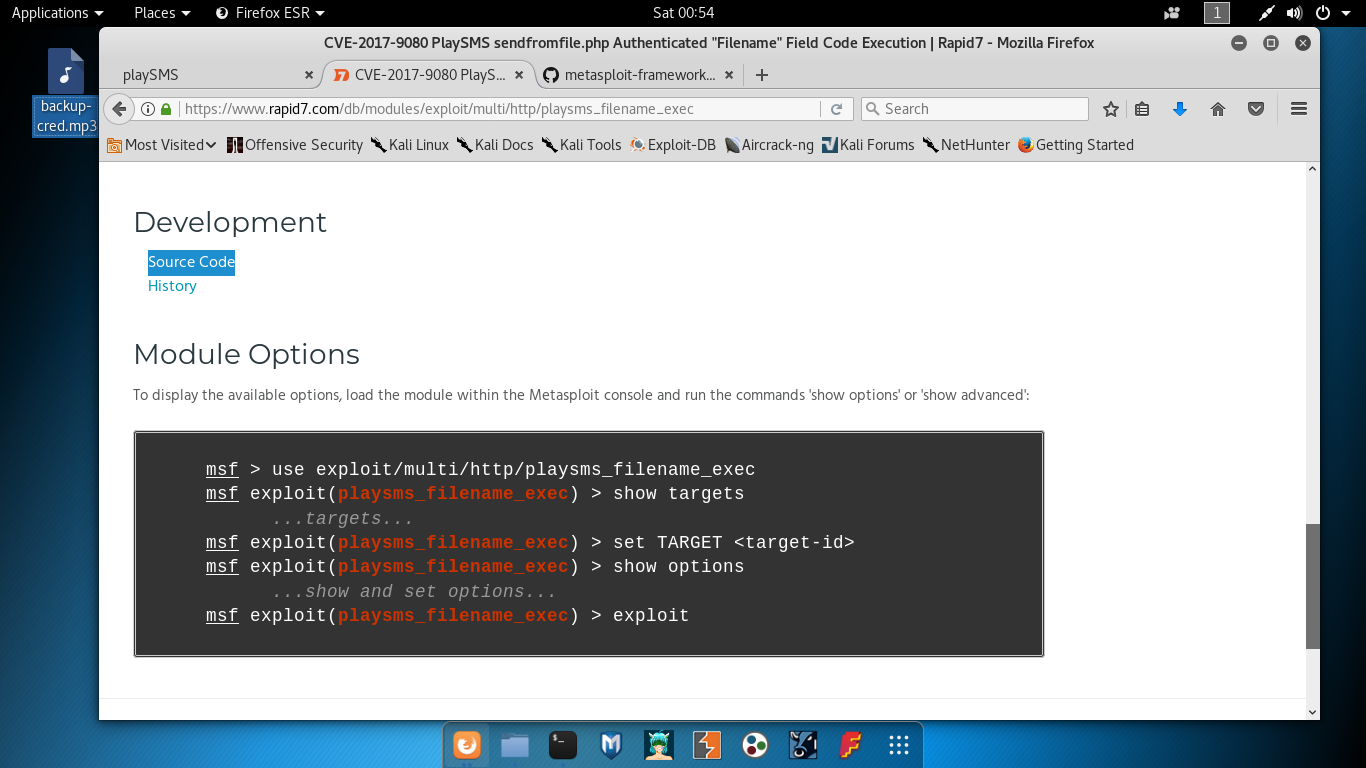 Applications Places Firefox ESR Sat 00:54 1
CVE-2017-9080 PlaySMS sendfromfile.php Authenticated "Filename" Field Code Execution | Rapid7 - Mozilla Firefox
playSMS CVE-2017-9080 PlayS... metasploit-framework...
https://www.rapid7.com/db/modules/exploit/multi/http/playsms_filename_exec Search
Most Visited Offensive Security Kali Linux Kali Docs Kali Tools Exploit-DB Aircrack-ng Kali Forums NetHunter Getting Started
backup-
cred.mp3
Development
Source Code
History
Module Options
To display the available options, load the module within the Metasploit console and run the commands 'show options' or 'show advanced':
msf > use exploit/multi/http/playsms_filename_exec
msf exploit(playsms_filename_exec) > show targets
...targets...
msf exploit(playsms_filename_exec) > set TARGET <target-id>
msf exploit(playsms_filename_exec) > show options
...show and set options...
msf exploit(playsms_filename_exec) > exploit